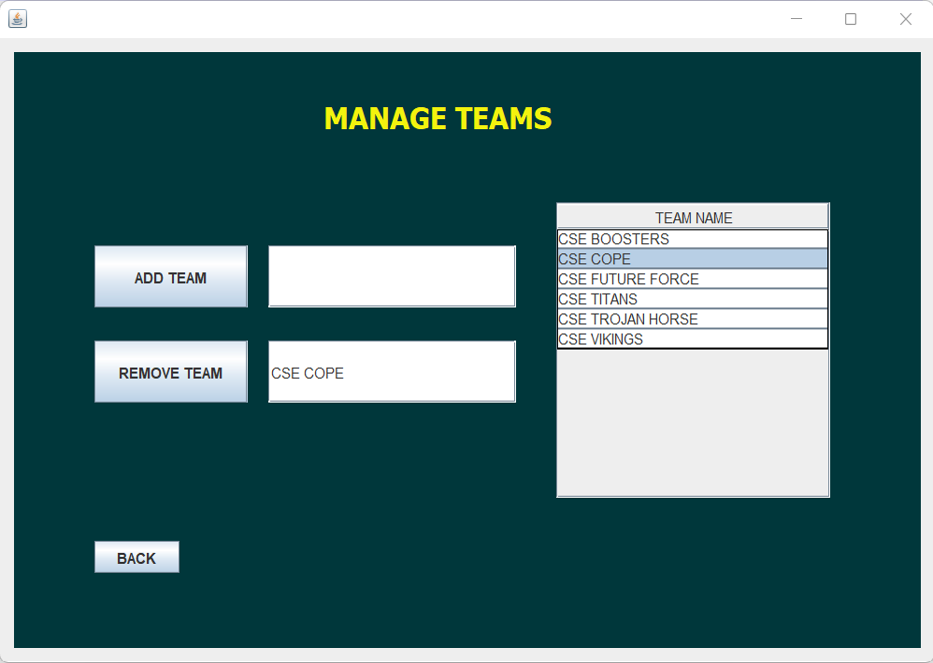 MANAGE TEAMS
ADD TEAM
REMOVE TEAM
CSE COPE
TEAM NAME
CSE BOOSTERS
CSE COPE
CSE FUTURE FORCE
CSE TITANS
CSE TROJAN HORSE
CSE VIKINGS
BACK